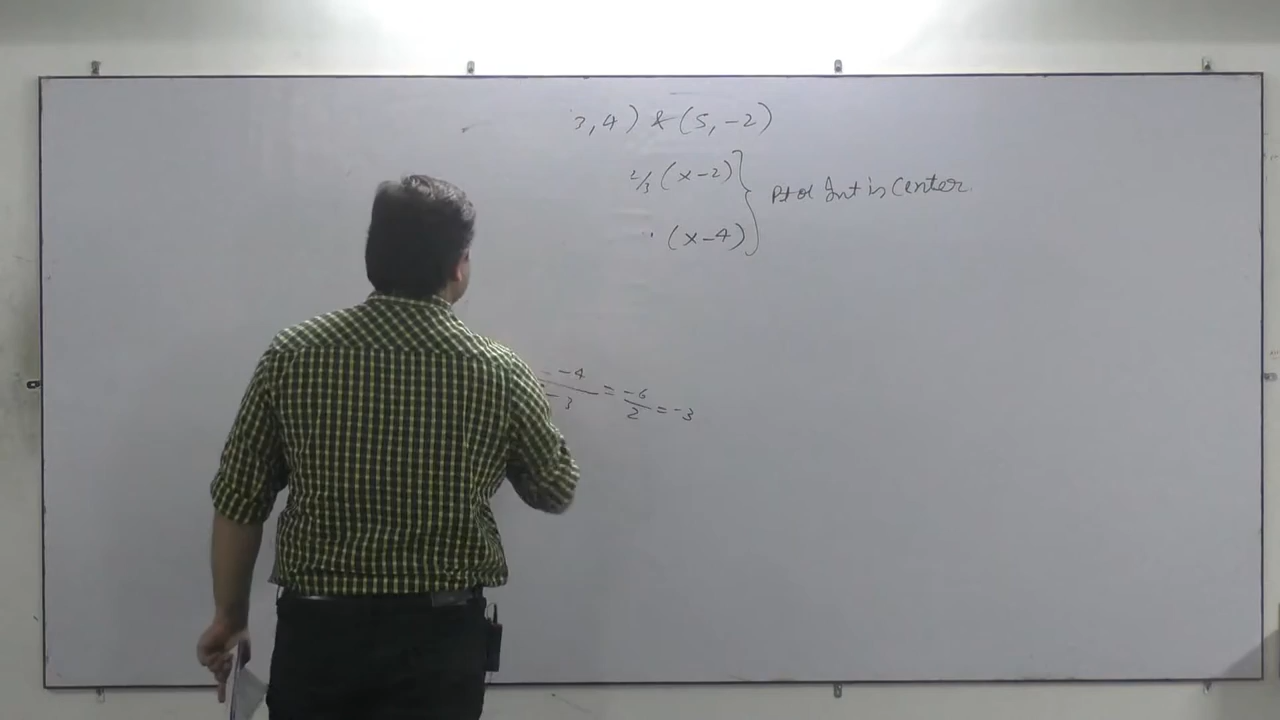 3, 4) & (5, -2)
2/3 (x-2)
(x-4)
Pt of Int is Center.
-4
-3
= -6/2 = -3